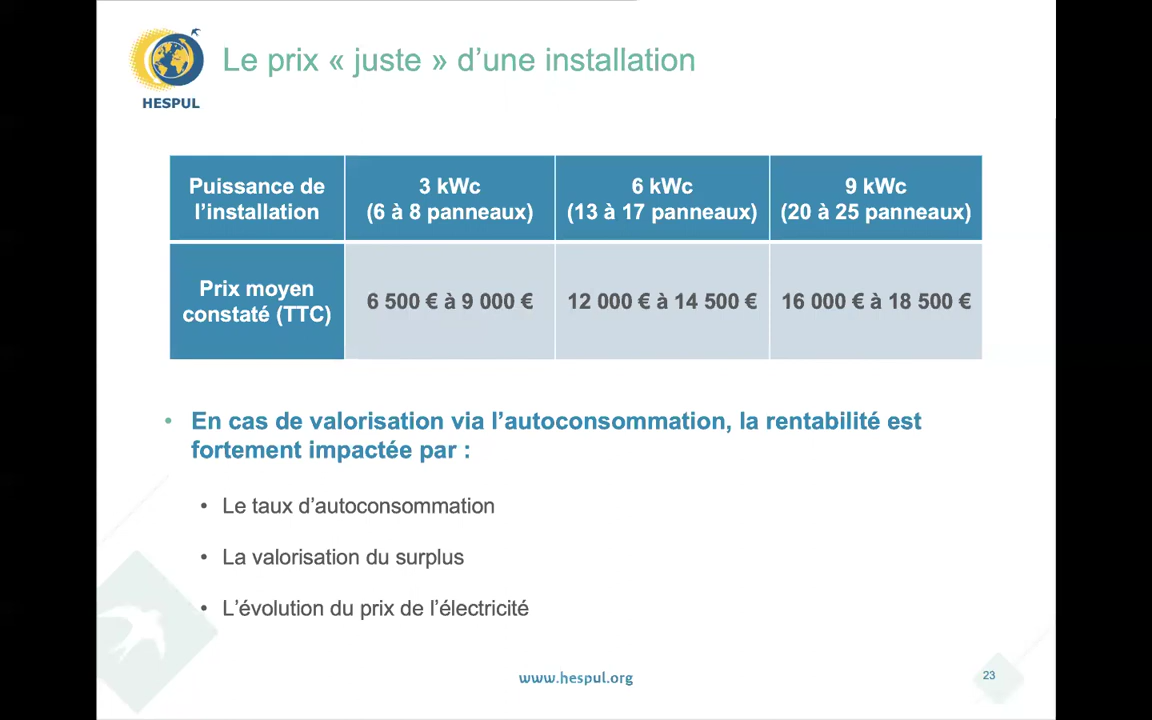 Le prix « juste » d’une installation
HESPUL
Puissance de
l’installation
3 kWc
(6 à 8 panneaux)
6 kWc
(13 à 17 panneaux)
9 kWc
(20 à 25 panneaux)
Prix moyen
constaté (TTC)
6 500 € à 9 000 €
12 000 € à 14 500 €
16 000 € à 18 500 €
• En cas de valorisation via l’autoconsommation, la rentabilité est
fortement impactée par :
• Le taux d’autoconsommation
• La valorisation du surplus
• L’évolution du prix de l’électricité
www.hespul.org
23